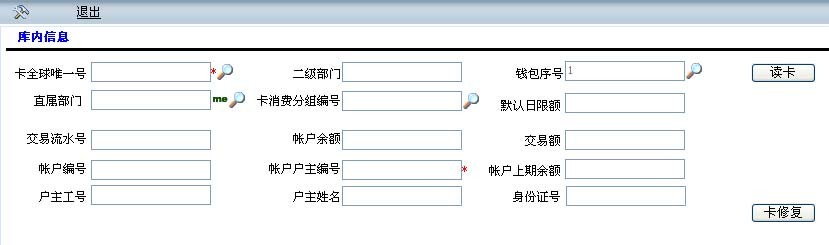 退出
库内信息
卡全球唯一号 * 二级部门 钱包序号 1 读卡
直属部门 me 卡消费分组编号 默认日限额
交易流水号 帐户余额 交易额
帐户编号 帐户户主编号 * 帐户上期余额
户主工号 户主姓名 身份证号
卡修复